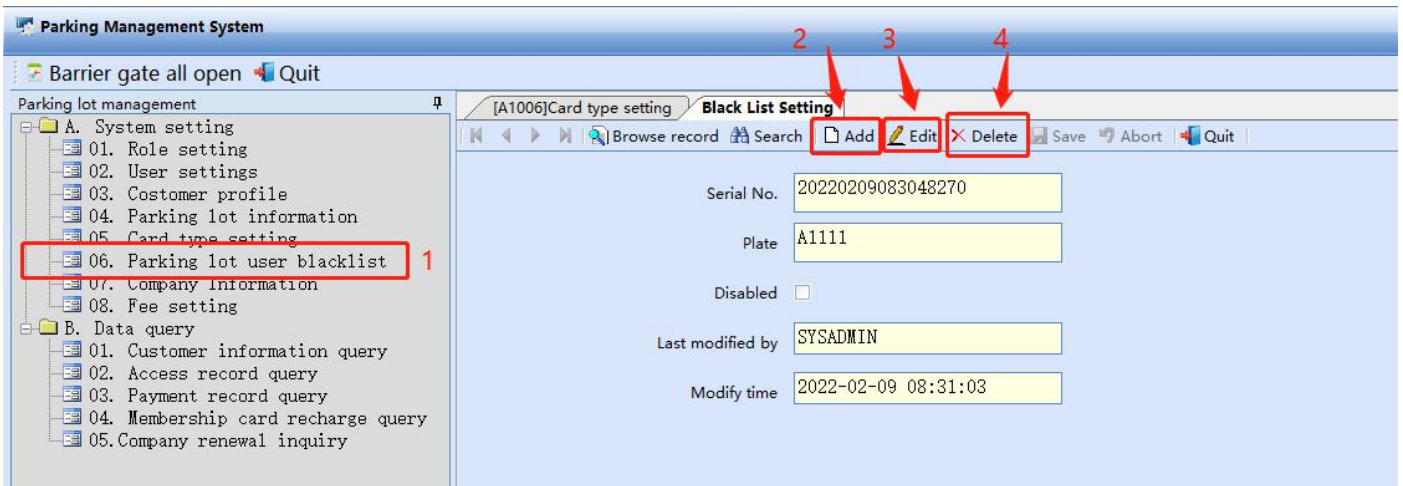 Parking Management System
2 3 4
Barrier gate all open Quit
Parking lot management
A. System setting
01. Role setting
02. User settings
03. Costomer profile
04. Parking lot information
05. Card type setting
06. Parking lot user blacklist 1
07. Company Information
08. Fee setting
B. Data query
01. Customer information query
02. Access record query
03. Payment record query
04. Membership card recharge query
05.Company renewal inquiry
[A1006]Card type setting Black List Setting
Browse record Search Add Edit Delete Save Abort Quit
Serial No. 20220209083048270
Plate A1111
Disabled
Last modified by SYSADMIN
Modify time 2022-02-09 08:31:03